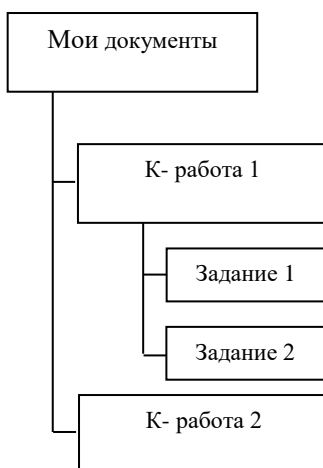 Мои документы
К- работа 1
Задание 1
Задание 2
К- работа 2